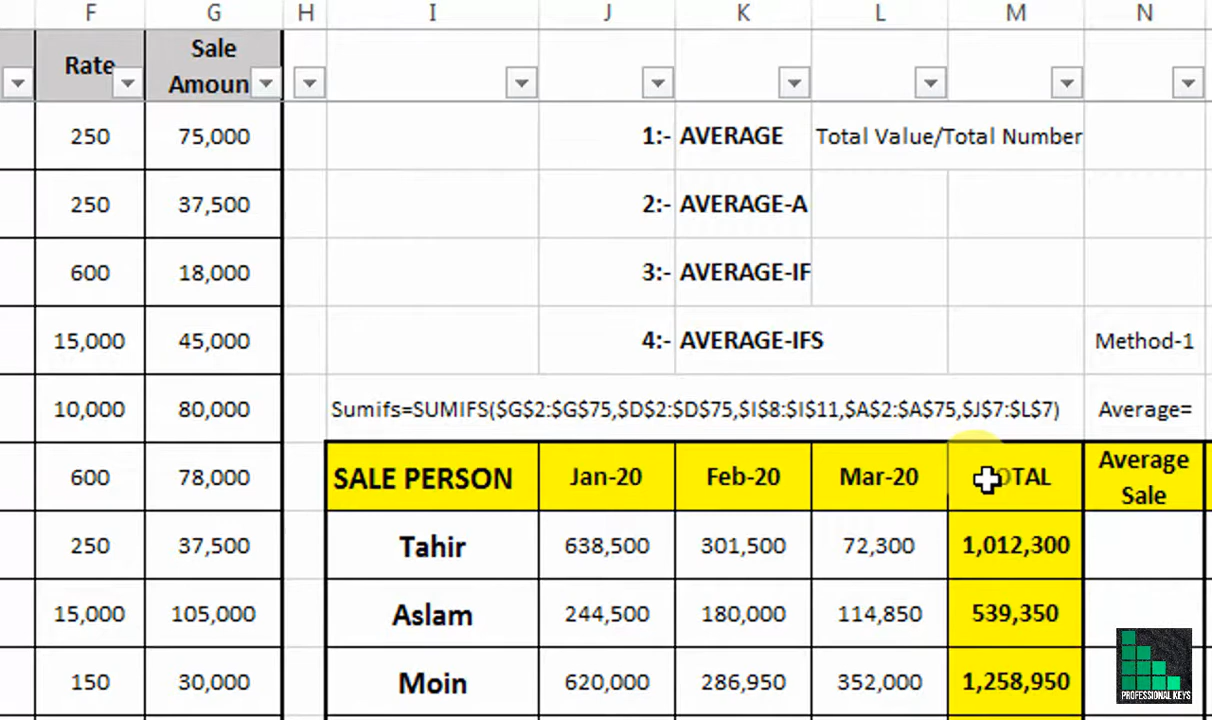 F G H I J K L M N
Rate Sale
Amoun
250 75,000 1:- AVERAGE Total Value/Total Number
250 37,500 2:- AVERAGE-A
600 18,000 3:- AVERAGE-IF
15,000 45,000 4:- AVERAGE-IFS Method-1
10,000 80,000 Sumifs=SUMIFS($G$2:$G$75,$D$2:$D$75,$I$8:$I$11,$A$2:$A$75,$J$7:$L$7) Average=
600 78,000 SALE PERSON Jan-20 Feb-20 Mar-20 TOTAL Average
Sale
250 37,500 Tahir 638,500 301,500 72,300 1,012,300
15,000 105,000 Aslam 244,500 180,000 114,850 539,350
150 30,000 Moin 620,000 286,950 352,000 1,258,950
PROFESSIONAL KEYS